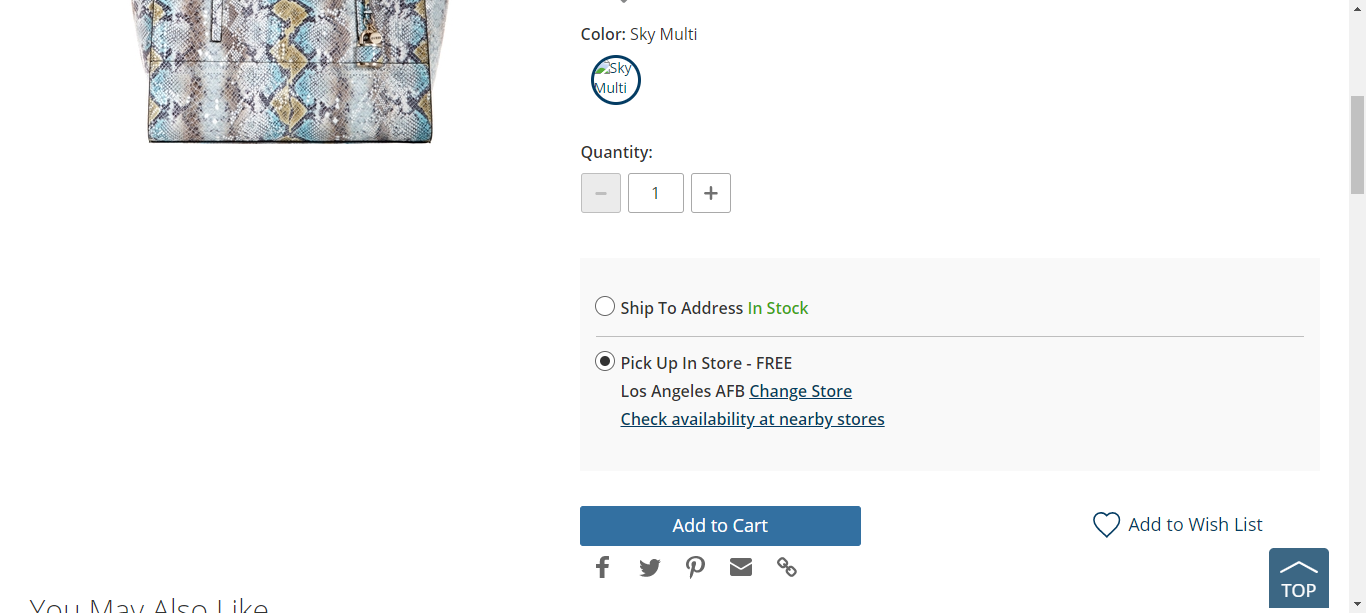 Color: Sky Multi
Sky
Multi
Quantity:
− 1 +
Ship To Address In Stock
Pick Up In Store - FREE
Los Angeles AFB Change Store
Check availability at nearby stores
Add to Cart
Add to Wish List
TOP
You May Also Like